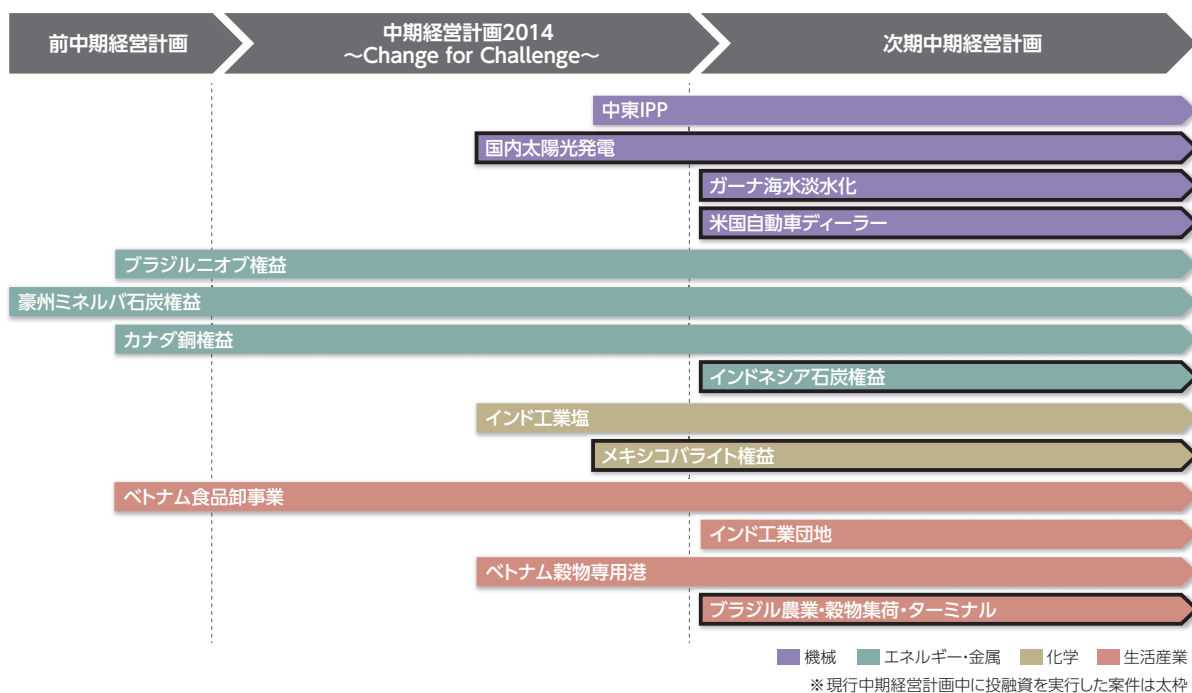 前中期経営計画
中期経営計画2014
～Change for Challenge～
次期中期経営計画
中東IPP
国内太陽光発電
ガーナ海水淡水化
米国自動車ディーラー
ブラジルニオブ権益
豪州ミネルバ石炭権益
カナダ銅権益
インドネシア石炭権益
インド工業塩
メキシコバライト権益
ベトナム食品卸事業
インド工業団地
ベトナム穀物専用港
ブラジル農業・穀物集荷・ターミナル
機械 エネルギー・金属 化学 生活産業
※現行中期経営計画中に投融資を実行した案件は太枠